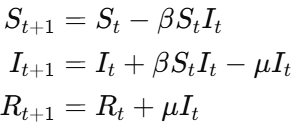 S_{t+1} = S_t − βS_tI_t
I_{t+1} = I_t + βS_tI_t − μI_t
R_{t+1} = R_t + μI_t